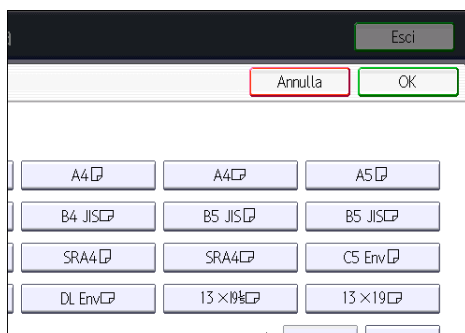 Esci
Annulla OK
A4 A4 A5
B4 JIS B5 JIS B5 JIS
SRA4 SRA4 C5 Env
DL Env 13×19½ 13×19